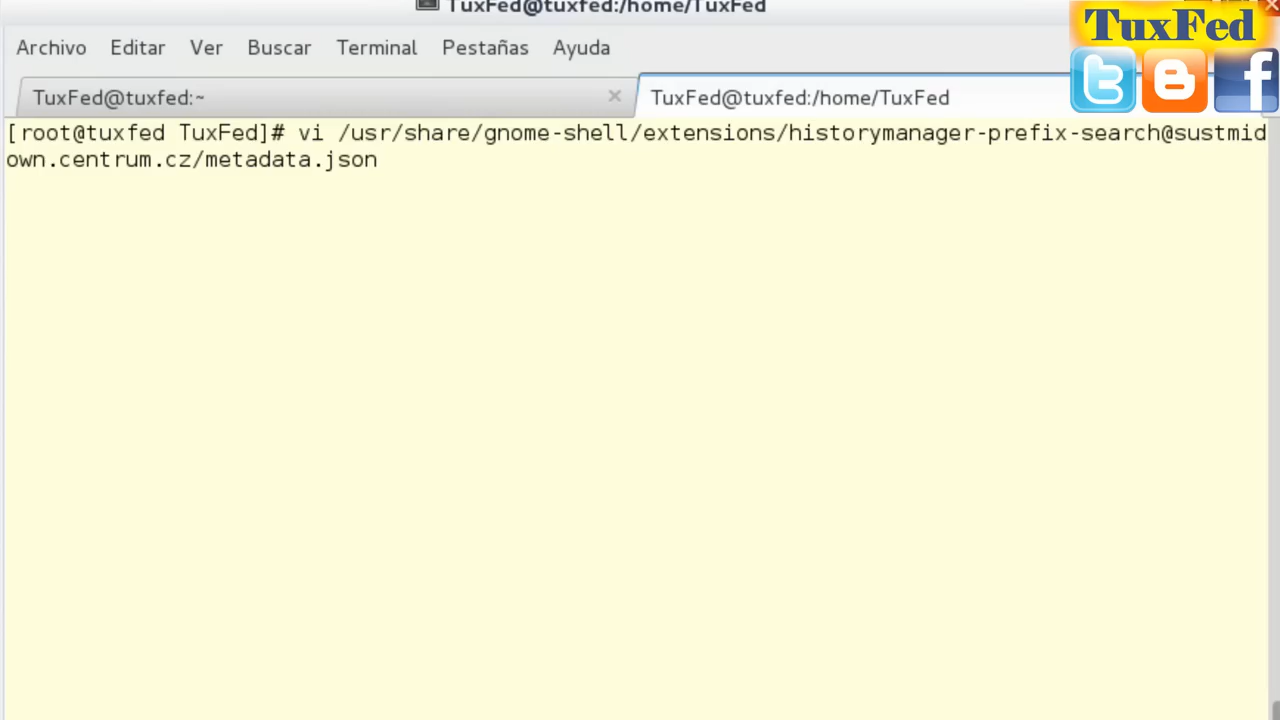 TuxFed@tuxfed:/home/TuxFed
TuxFed
Archivo Editar Ver Buscar Terminal Pestañas Ayuda
TuxFed@tuxfed:~
TuxFed@tuxfed:/home/TuxFed
[root@tuxfed TuxFed]# vi /usr/share/gnome-shell/extensions/historymanager-prefix-search@sustmid
own.centrum.cz/metadata.json